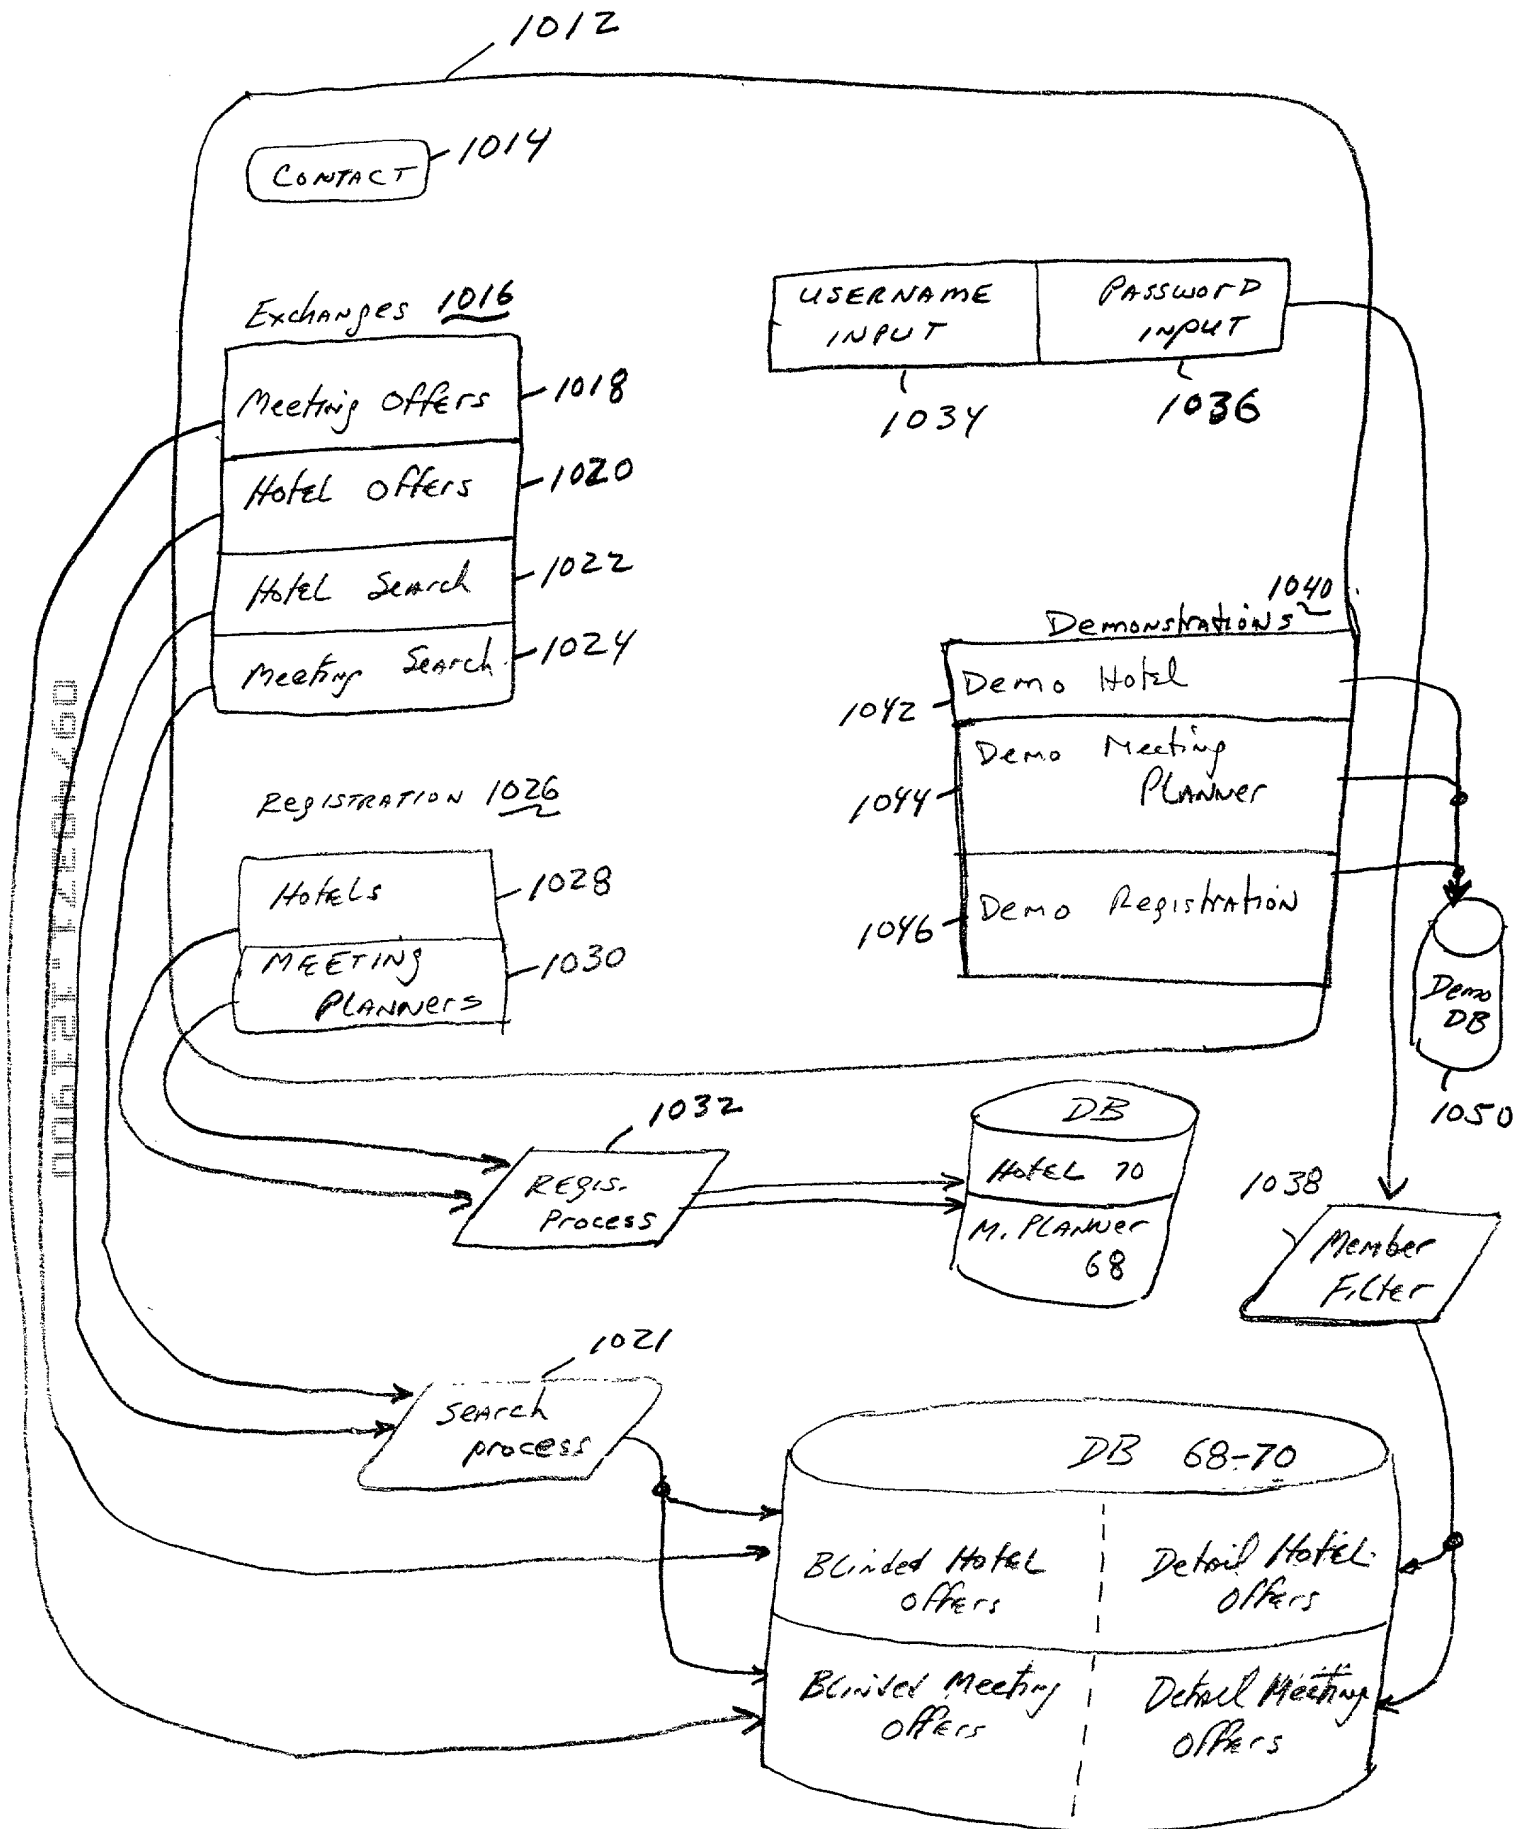 1012
CONTACT
1014
Exchanges 1016
USERNAME
INPUT
PASSWORD
INPUT
1034
1036
Meeting Offers
1018
Hotel Offers
1020
Hotel Search
1022
Meeting Search
1024
1040
Demonstrations
Demo Hotel
1042
Demo Meeting
Planner
1044
Demo Registration
1046
Registration 1026
Hotels
1028
MEETING
PLANNERS
1030
Demo
DB
1050
1032
REGIS.
Process
DB
Hotel 70
M. PLANNER
68
1038
Member
Filter
1021
Search
process
DB 68-70
Blinded Hotel
Offers
Detail Hotel
Offers
Blinded Meeting
Offers
Detail Meeting
Offers